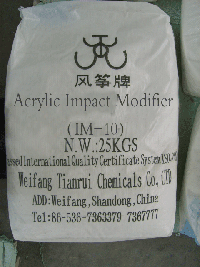 风筝牌
Acrylic Impact Modifier
(IM-10)
N.W.:25KGS
International Quality Certificate System
Weifang Tianrui Chemicals Co., LTD
ADD:Weifang, Shandong, China
Tel:86-536-7363379 7367777